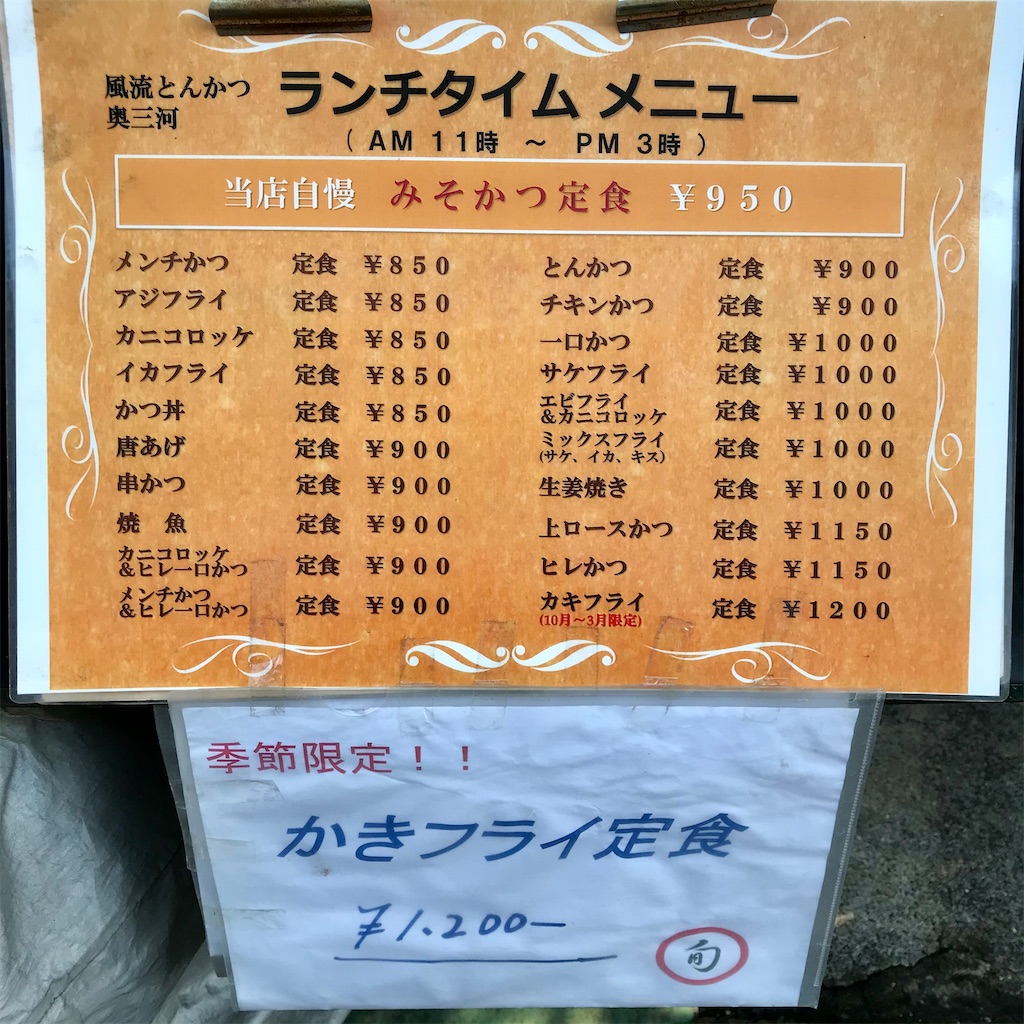 風流とんかつ
奥三河
ランチタイム メニュー
( AM 11時 ～ PM 3時 )
当店自慢 みそかつ定食 ￥950
メンチかつ 定食 ￥850
アジフライ 定食 ￥850
カニコロッケ 定食 ￥850
イカフライ 定食 ￥850
かつ丼 定食 ￥850
唐あげ 定食 ￥900
串かつ 定食 ￥900
焼　魚 定食 ￥900
カニコロッケ
＆ヒレ一口かつ 定食 ￥900
メンチかつ
＆ヒレ一口かつ 定食 ￥900
とんかつ 定食 ￥900
チキンかつ 定食 ￥900
一口かつ 定食 ￥1000
サケフライ 定食 ￥1000
エビフライ
＆カニコロッケ 定食 ￥1000
ミックスフライ
(サケ、イカ、キス) 定食 ￥1000
生姜焼き 定食 ￥1000
上ロースかつ 定食 ￥1150
ヒレかつ 定食 ￥1150
カキフライ 定食 ￥1200
(10月～3月限定)
季節限定！！
かきフライ定食
￥1.200ー
旬